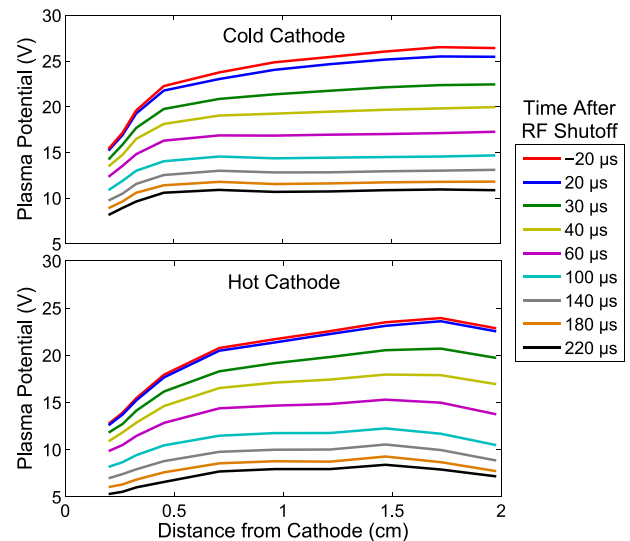 30
Cold Cathode
25
20
15
10
5
Plasma Potential (V)
30
Hot Cathode
25
20
15
10
5
Plasma Potential (V)
0
0.5
1
1.5
2
Distance from Cathode (cm)
Time After
RF Shutoff
−20 µs
20 µs
30 µs
40 µs
60 µs
100 µs
140 µs
180 µs
220 µs